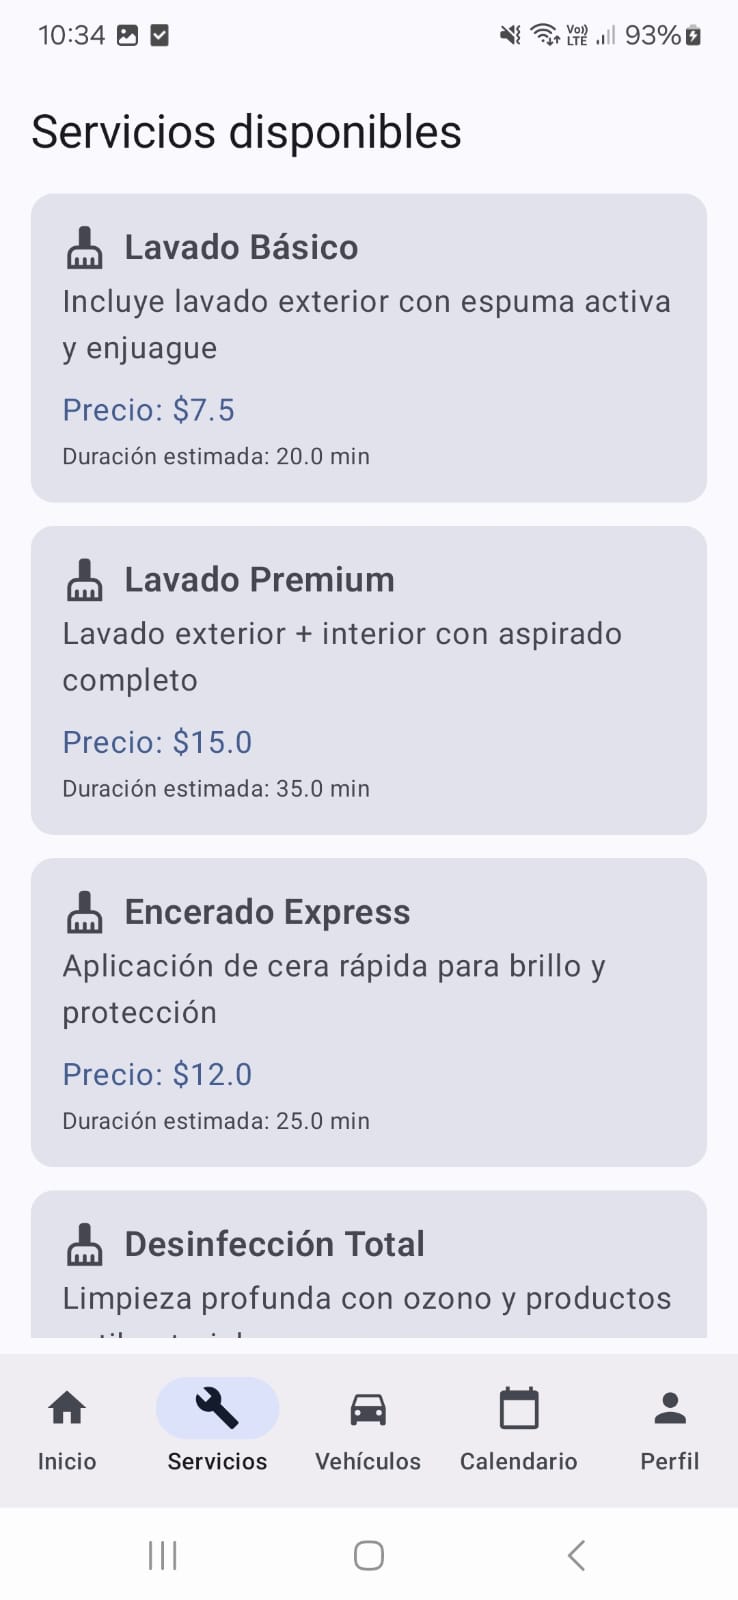 10:34
Vo)) LTE 93%
Servicios disponibles
Lavado Básico
Incluye lavado exterior con espuma activa
y enjuague
Precio: $7.5
Duración estimada: 20.0 min
Lavado Premium
Lavado exterior + interior con aspirado
completo
Precio: $15.0
Duración estimada: 35.0 min
Encerado Express
Aplicación de cera rápida para brillo y
protección
Precio: $12.0
Duración estimada: 25.0 min
Desinfección Total
Limpieza profunda con ozono y productos
Inicio
Servicios
Vehículos
Calendario
Perfil